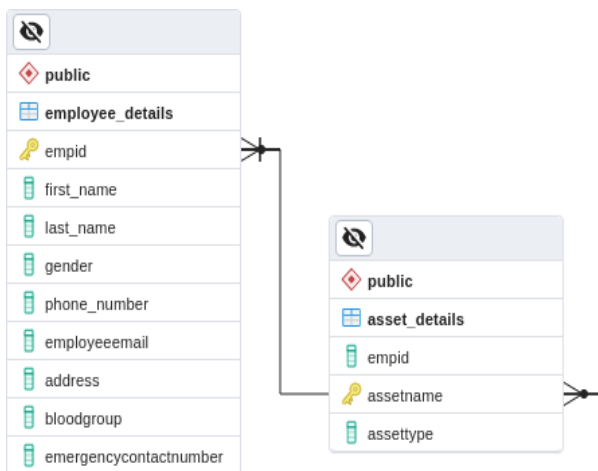 public
employee_details
empid
first_name
last_name
gender
phone_number
employeeemail
address
bloodgroup
emergencycontactnumber
public
asset_details
empid
assetname
assettype